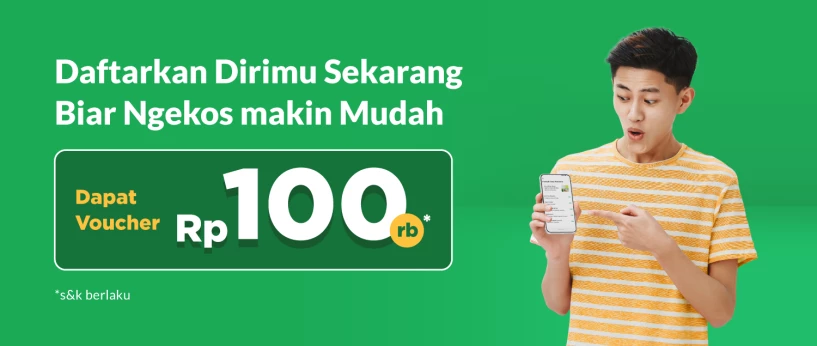 Daftarkan Dirimu Sekarang
Biar Ngekos makin Mudah
Dapat
Voucher
Rp100rb*
*s&k berlaku